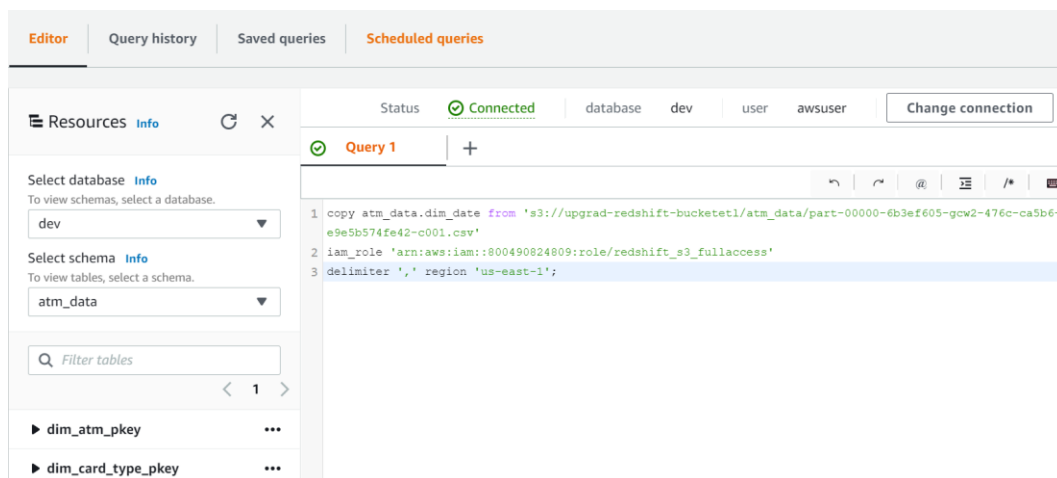 Editor Query history Saved queries Scheduled queries
Resources Info
Status Connected database dev user awsuser Change connection
Query 1
Select database Info
To view schemas, select a database.
dev
Select schema Info
To view tables, select a schema.
atm_data
Filter tables
1
dim_atm_pkey
dim_card_type_pkey
@ /*
1 copy atm_data.dim_date from 's3://upgrad-redshift-bucketetl/atm_data/part-00000-6b3ef605-gcw2-476c-ca5b6-
e9e5b574fe42-c001.csv'
2 iam_role 'arn:aws:iam::800490824809:role/redshift_s3_fullaccess'
3 delimiter ',' region 'us-east-1';